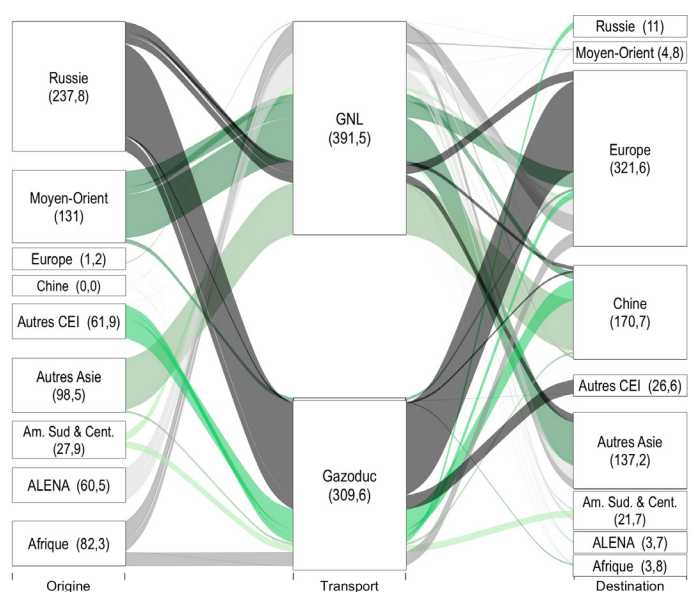 Russie
(237,8)
Moyen-Orient
(131)
Europe (1,2)
Chine (0,0)
Autres CEI (61,9)
Autres Asie
(98,5)
Am. Sud & Cent.
(27,9)
ALENA (60,5)
Afrique (82,3)
Origine
GNL
(391,5)
Gazoduc
(309,6)
Transport
Russie (11)
Moyen-Orient (4,8)
Europe
(321,6)
Chine
(170,7)
Autres CEI (26,6)
Autres Asie
(137,2)
Am. Sud. & Cent.
(21,7)
ALENA (3,7)
Afrique (3,8)
Destination